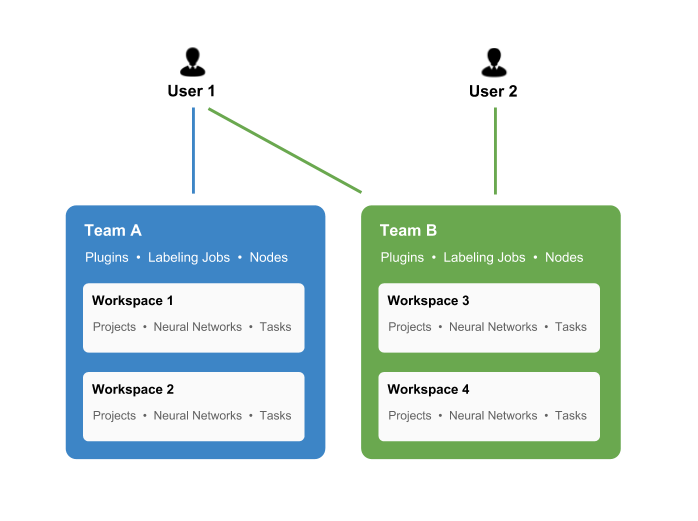 User 1
User 2
Team A
Plugins • Labeling Jobs • Nodes
Workspace 1
Projects • Neural Networks • Tasks
Workspace 2
Projects • Neural Networks • Tasks
Team B
Plugins • Labeling Jobs • Nodes
Workspace 3
Projects • Neural Networks • Tasks
Workspace 4
Projects • Neural Networks • Tasks